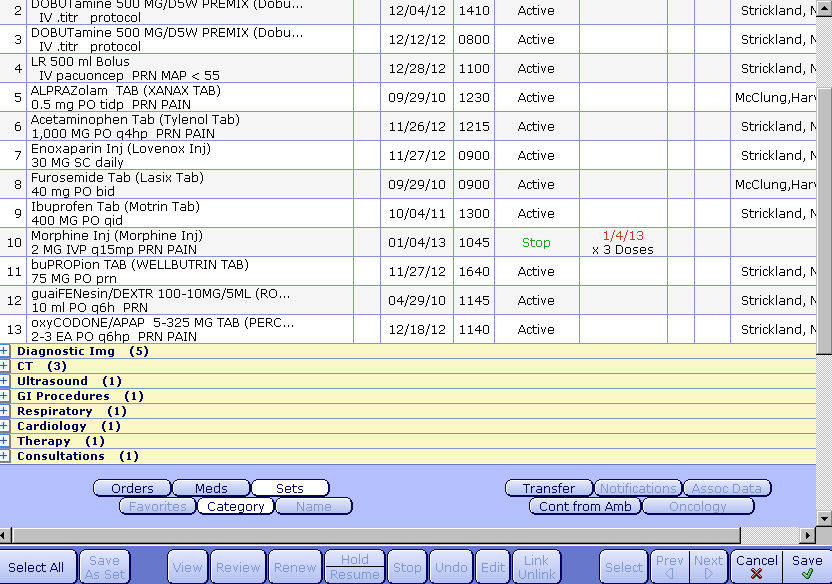 2 DOBUTamine 500 MG/D5W PREMIX (Dobu... 12/04/12 1410 Active Strickland, N
IV .titr protocol
3 DOBUTamine 500 MG/D5W PREMIX (Dobu... 12/12/12 0800 Active Strickland, N
IV .titr protocol
4 LR 500 ml Bolus 12/28/12 1100 Active Strickland, N
IV pacuoncep PRN MAP < 55
5 ALPRAZolam TAB (XANAX TAB) 09/29/10 1230 Active McClung,Harv
0.5 mg PO tidp PRN PAIN
6 Acetaminophen Tab (Tylenol Tab) 11/26/12 1215 Active Strickland, N
1,000 MG PO q4hp PRN PAIN
7 Enoxaparin Inj (Lovenox Inj) 11/27/12 0900 Active Strickland, N
30 MG SC daily
8 Furosemide Tab (Lasix Tab) 09/29/10 0900 Active McClung,Harv
40 mg PO bid
9 Ibuprofen Tab (Motrin Tab) 10/04/11 1300 Active Strickland, N
400 MG PO qid
10 Morphine Inj (Morphine Inj) 01/04/13 1045 Stop 1/4/13
2 MG IVP q15mp PRN PAIN x 3 Doses
11 buPROPion TAB (WELLBUTRIN TAB) 11/27/12 1640 Active Strickland, N
75 MG PO prn
12 guaiFENesin/DEXTR 100-10MG/5ML (RO... 04/29/10 1145 Active Strickland, N
10 ml PO q6h PRN
13 oxyCODONE/APAP 5-325 MG TAB (PERC... 12/18/12 1140 Active Strickland, N
2-3 EA PO q6hp PRN PAIN
+ Diagnostic Img (5)
+ CT (3)
+ Ultrasound (1)
+ GI Procedures (1)
+ Respiratory (1)
+ Cardiology (1)
+ Therapy (1)
+ Consultations (1)
Orders Meds Sets Transfer Notifications Assoc Data
Favorites Category Name Cont from Amb Oncology
Select All Save As Set View Review Renew Hold Resume Stop Undo Edit Link Unlink Select Prev Next Cancel Save